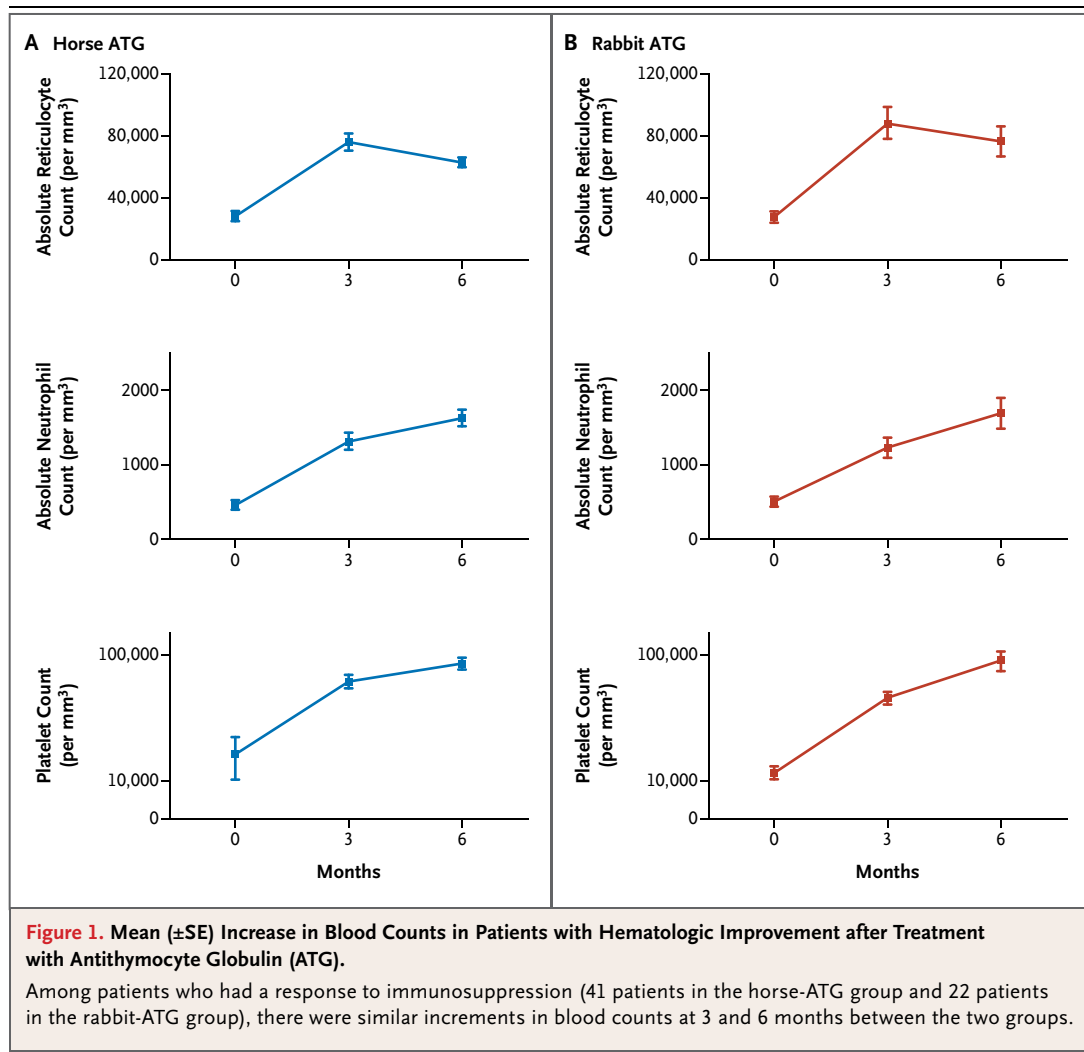 A Horse ATG
Absolute Reticulocyte
Count (per mm³)
120,000
80,000
40,000
0
0 3 6
Absolute Neutrophil
Count (per mm³)
2000
1000
0
0 3 6
Platelet Count
(per mm³)
100,000
10,000
0
0 3 6
Months
B Rabbit ATG
Absolute Reticulocyte
Count (per mm³)
120,000
80,000
40,000
0
0 3 6
Absolute Neutrophil
Count (per mm³)
2000
1000
0
0 3 6
Platelet Count
(per mm³)
100,000
10,000
0
0 3 6
Months
Figure 1. Mean (±SE) Increase in Blood Counts in Patients with Hematologic Improvement after Treatment
with Antithymocyte Globulin (ATG).
Among patients who had a response to immunosuppression (41 patients in the horse-ATG group and 22 patients
in the rabbit-ATG group), there were similar increments in blood counts at 3 and 6 months between the two groups.